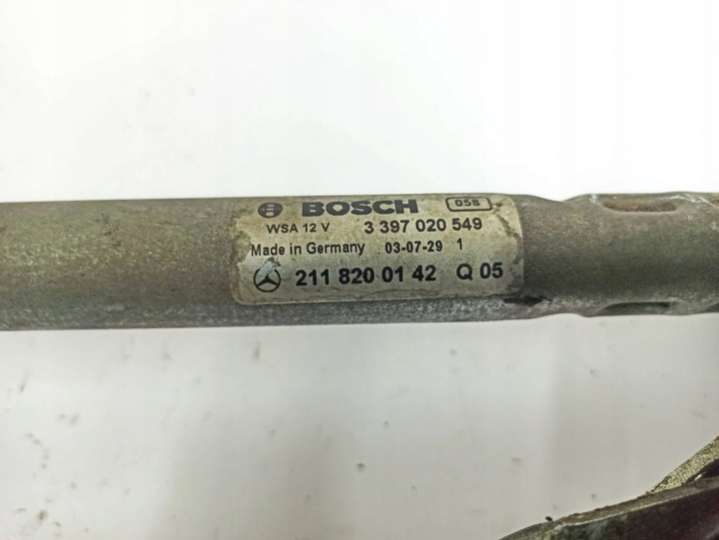 BOSCH 058
WSA 12 V 3 397 020 549
Made in Germany 03-07-29 1
211 820 01 42 Q 05